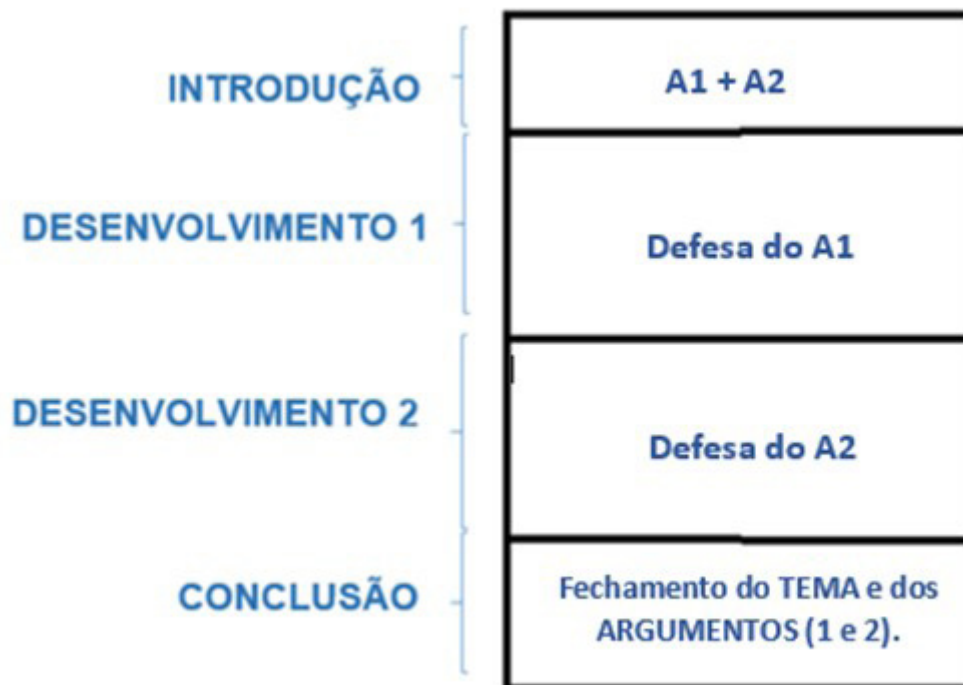 INTRODUÇÃO
A1 + A2
DESENVOLVIMENTO 1
Defesa do A1
DESENVOLVIMENTO 2
Defesa do A2
CONCLUSÃO
Fechamento do TEMA e dos
ARGUMENTOS (1 e 2).